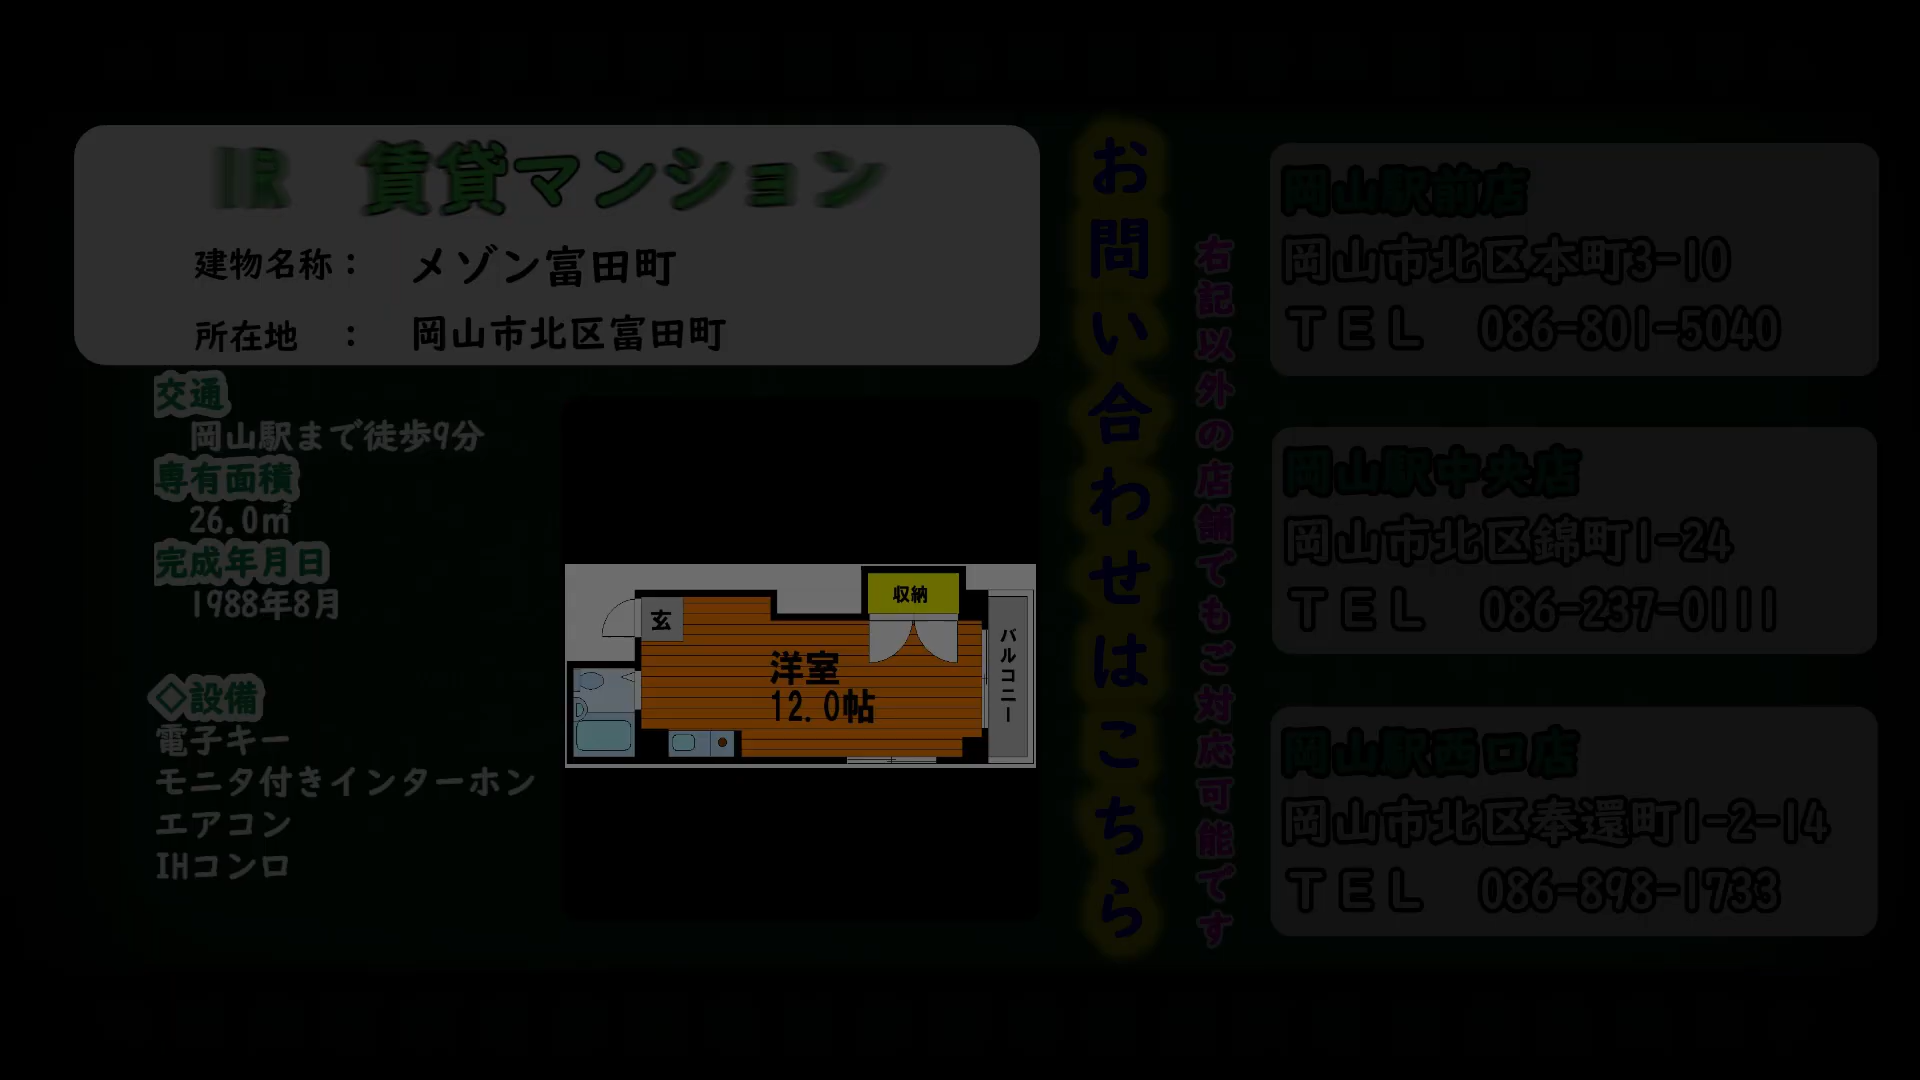 1R 賃貸マンション
建物名称： メゾン富田町
所在地 ： 岡山市北区富田町
交通
岡山駅まで徒歩9分
専有面積
26.0㎡
完成年月日
1988年8月
◇設備
電子キー
モニタ付きインターホン
エアコン
IHコンロ
収納
玄
洋室
12.0帖
バルコニー
お問い合わせはこちら
右記以外の店舗でもご対応可能です
岡山駅前店
岡山市北区本町3-10
ＴＥＬ 086-801-5040
岡山駅中央店
岡山市北区錦町1-24
ＴＥＬ 086-237-0111
岡山駅西口店
岡山市北区奉還町1-2-14
ＴＥＬ 086-898-1733